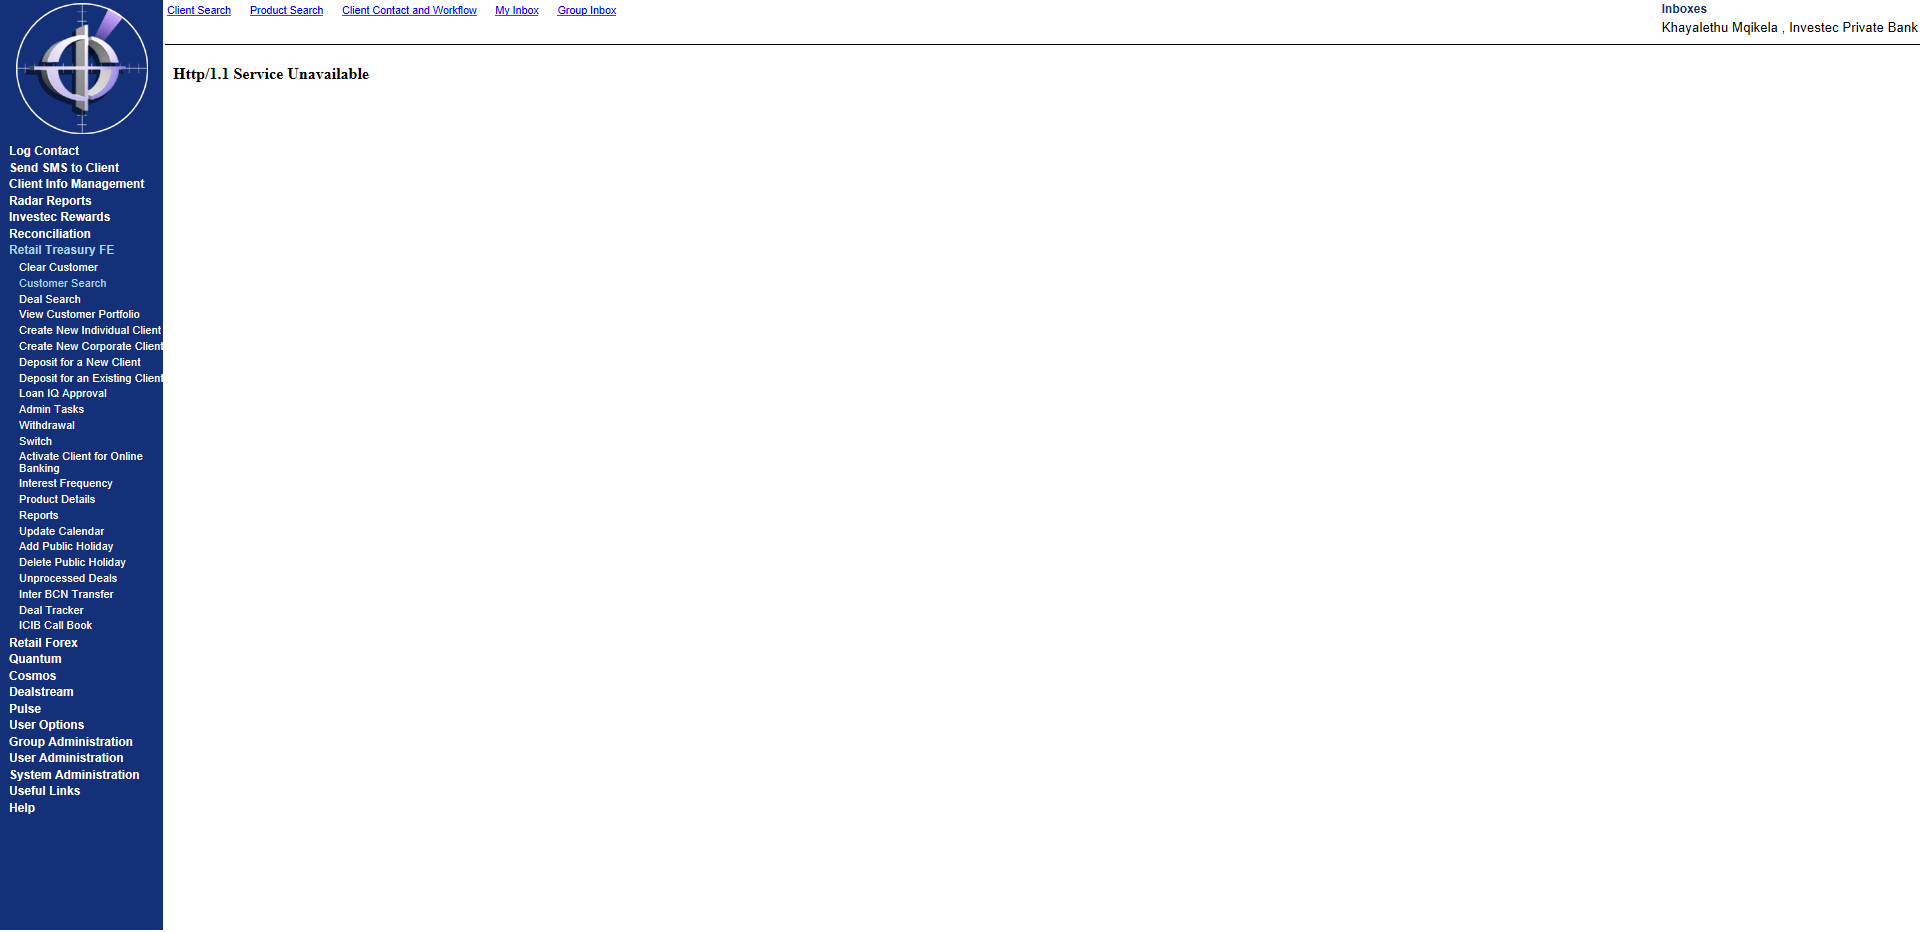 Client Search Product Search Client Contact and Workflow My Inbox Group Inbox
Inboxes
Khayalethu Mqikela , Investec Private Bank
Http/1.1 Service Unavailable
Log Contact
Send SMS to Client
Client Info Management
Radar Reports
Investec Rewards
Reconciliation
Retail Treasury FE
Clear Customer
Customer Search
Deal Search
View Customer Portfolio
Create New Individual Client
Create New Corporate Client
Deposit for a New Client
Deposit for an Existing Client
Loan IQ Approval
Admin Tasks
Withdrawal
Switch
Activate Client for Online
Banking
Interest Frequency
Product Details
Reports
Update Calendar
Add Public Holiday
Delete Public Holiday
Unprocessed Deals
Inter BCN Transfer
Deal Tracker
ICIB Call Book
Retail Forex
Quantum
Cosmos
Dealstream
Pulse
User Options
Group Administration
User Administration
System Administration
Useful Links
Help